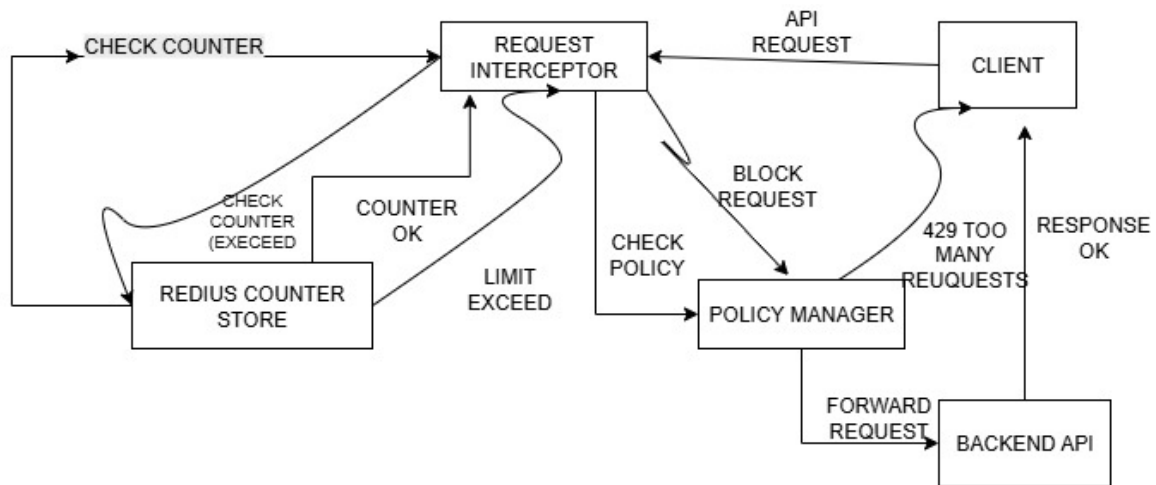 API
REQUEST
CHECK COUNTER
REQUEST
INTERCEPTOR
CLIENT
CHECK
COUNTER
(EXECEED
COUNTER
OK
BLOCK
REQUEST
CHECK
POLICY
LIMIT
EXCEED
429 TOO
MANY
REUQUESTS
RESPONSE
OK
REDIUS COUNTER
STORE
POLICY MANAGER
FORWARD
REQUEST
BACKEND API